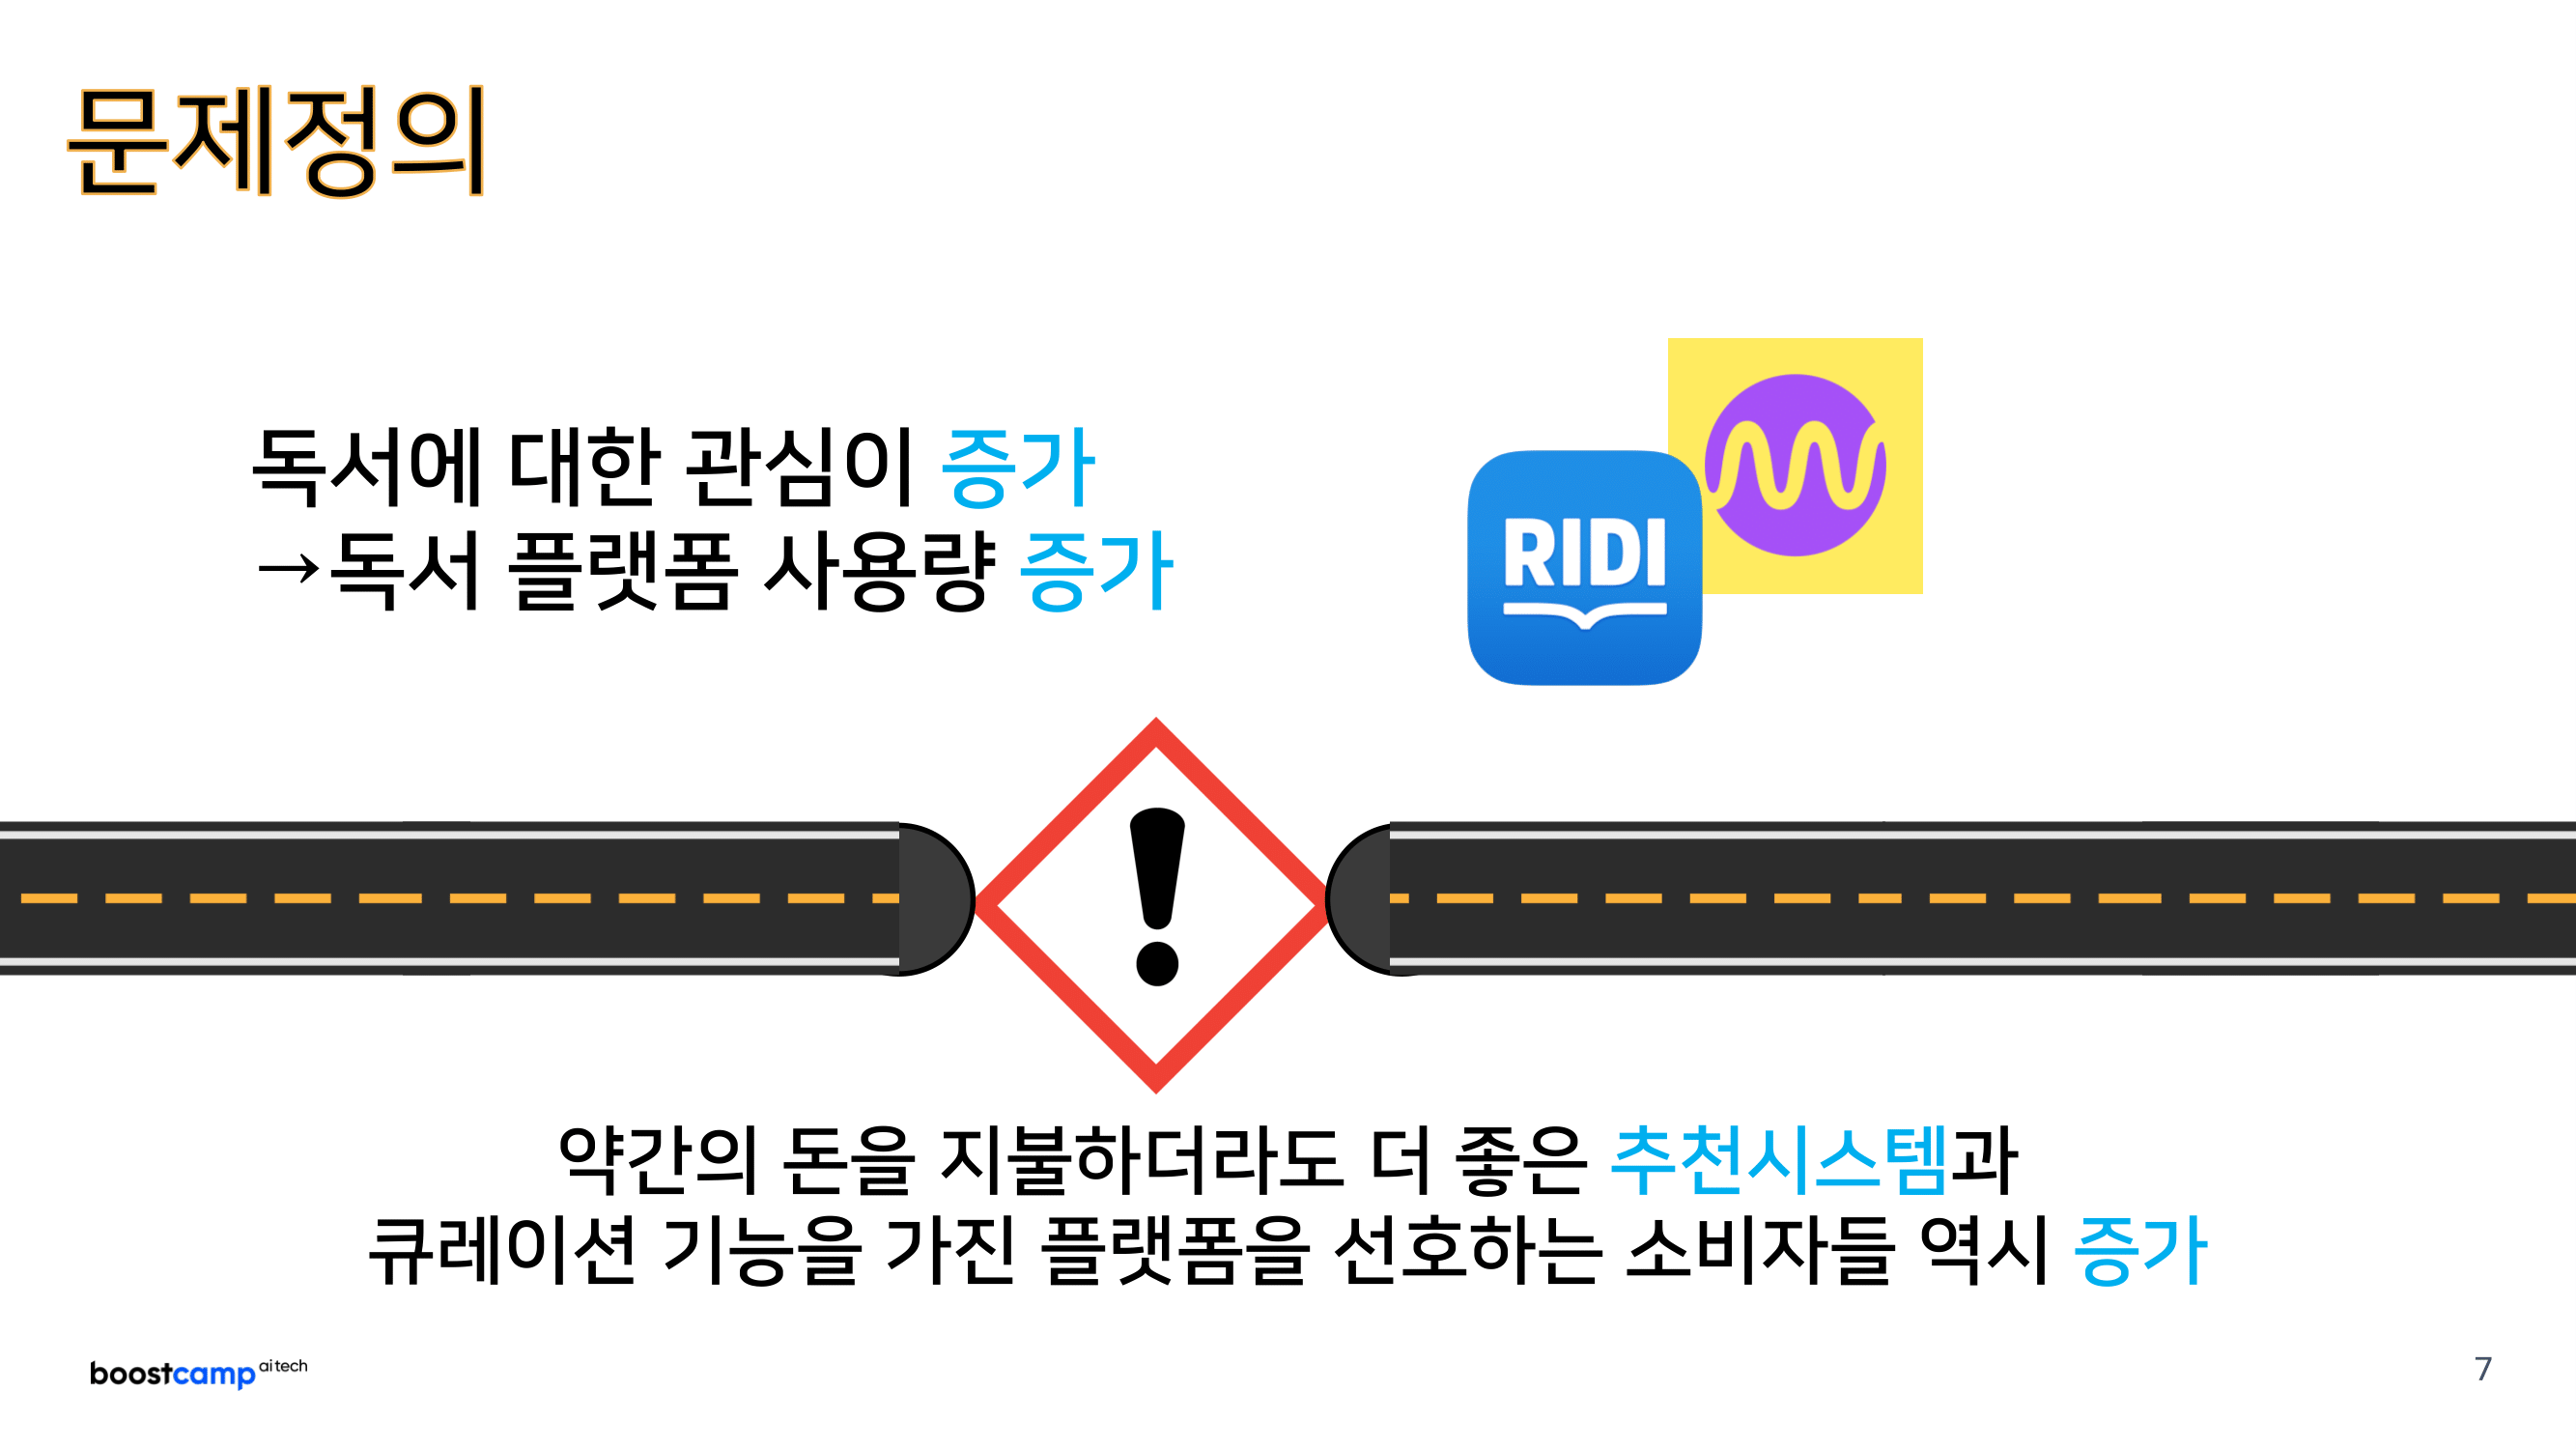 문제정의
독서에 대한 관심이 증가
→독서 플랫폼 사용량 증가
RIDI
약간의 돈을 지불하더라도 더 좋은 추천시스템과
큐레이션 기능을 가진 플랫폼을 선호하는 소비자들 역시 증가
boostcamp ai tech
7